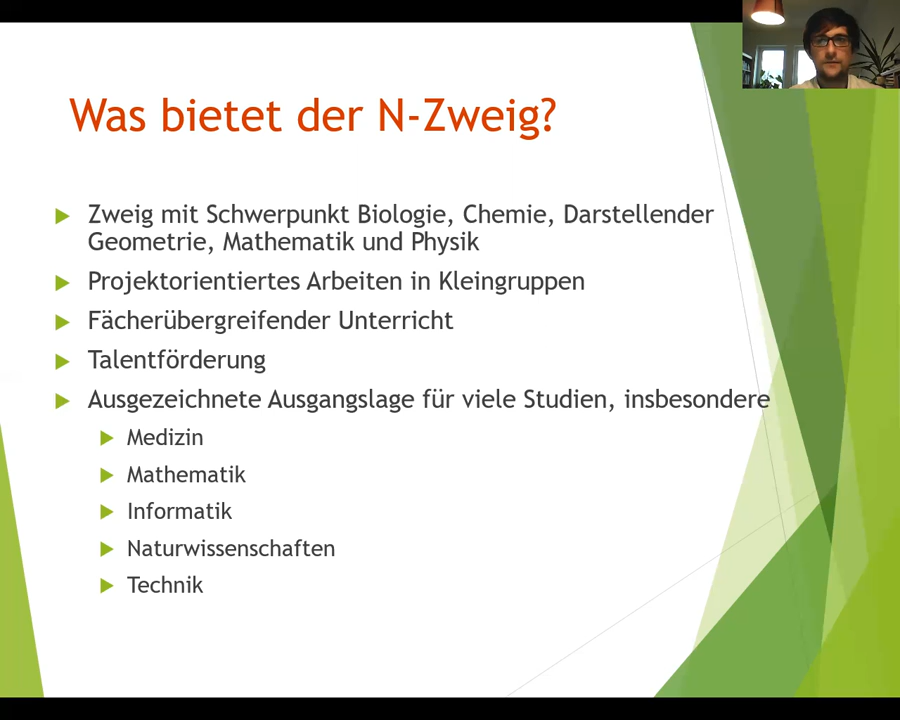 Was bietet der N-Zweig?
Zweig mit Schwerpunkt Biologie, Chemie, Darstellender
Geometrie, Mathematik und Physik
Projektorientiertes Arbeiten in Kleingruppen
Fächerübergreifender Unterricht
Talentförderung
Ausgezeichnete Ausgangslage für viele Studien, insbesondere
Medizin
Mathematik
Informatik
Naturwissenschaften
Technik